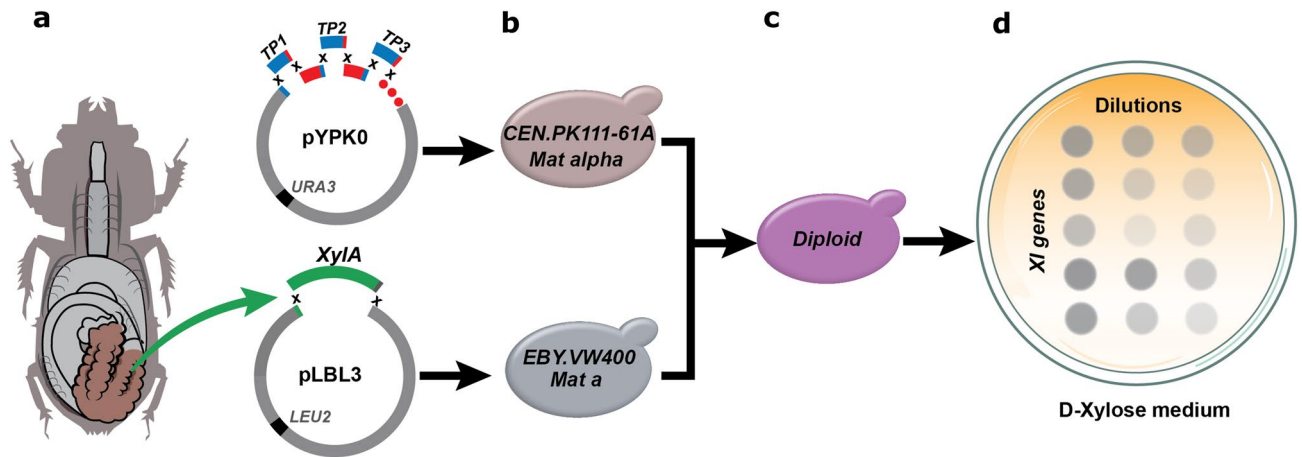 a
b
c
d
TP1
TP2
TP3
x
x
x
x
x
x
pYPK0
URA3
CEN.PK111-61A
Mat alpha
XylA
x
x
pLBL3
LEU2
EBY.VW400
Mat a
Diploid
Dilutions
XI genes
D-Xylose medium